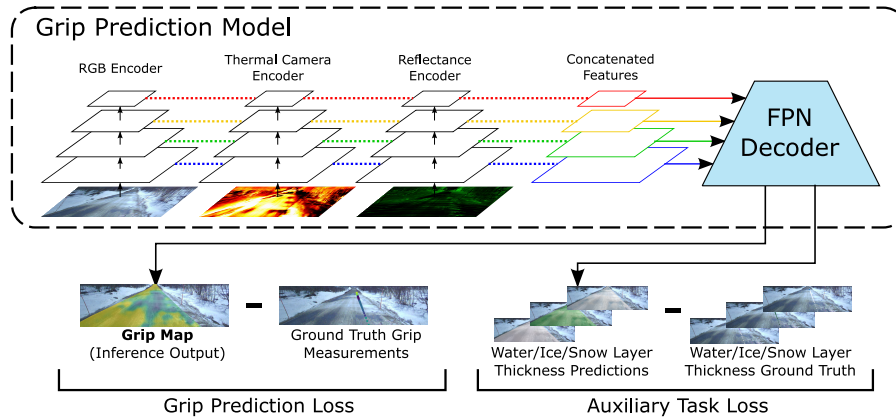 Grip Prediction Model
RGB Encoder
Thermal Camera
Encoder
Reflectance
Encoder
Concatenated
Features
FPN
Decoder
Grip Map
(Inference Output)
Ground Truth Grip
Measurements
Water/Ice/Snow Layer
Thickness Predictions
Water/Ice/Snow Layer
Thickness Ground Truth
Grip Prediction Loss
Auxiliary Task Loss